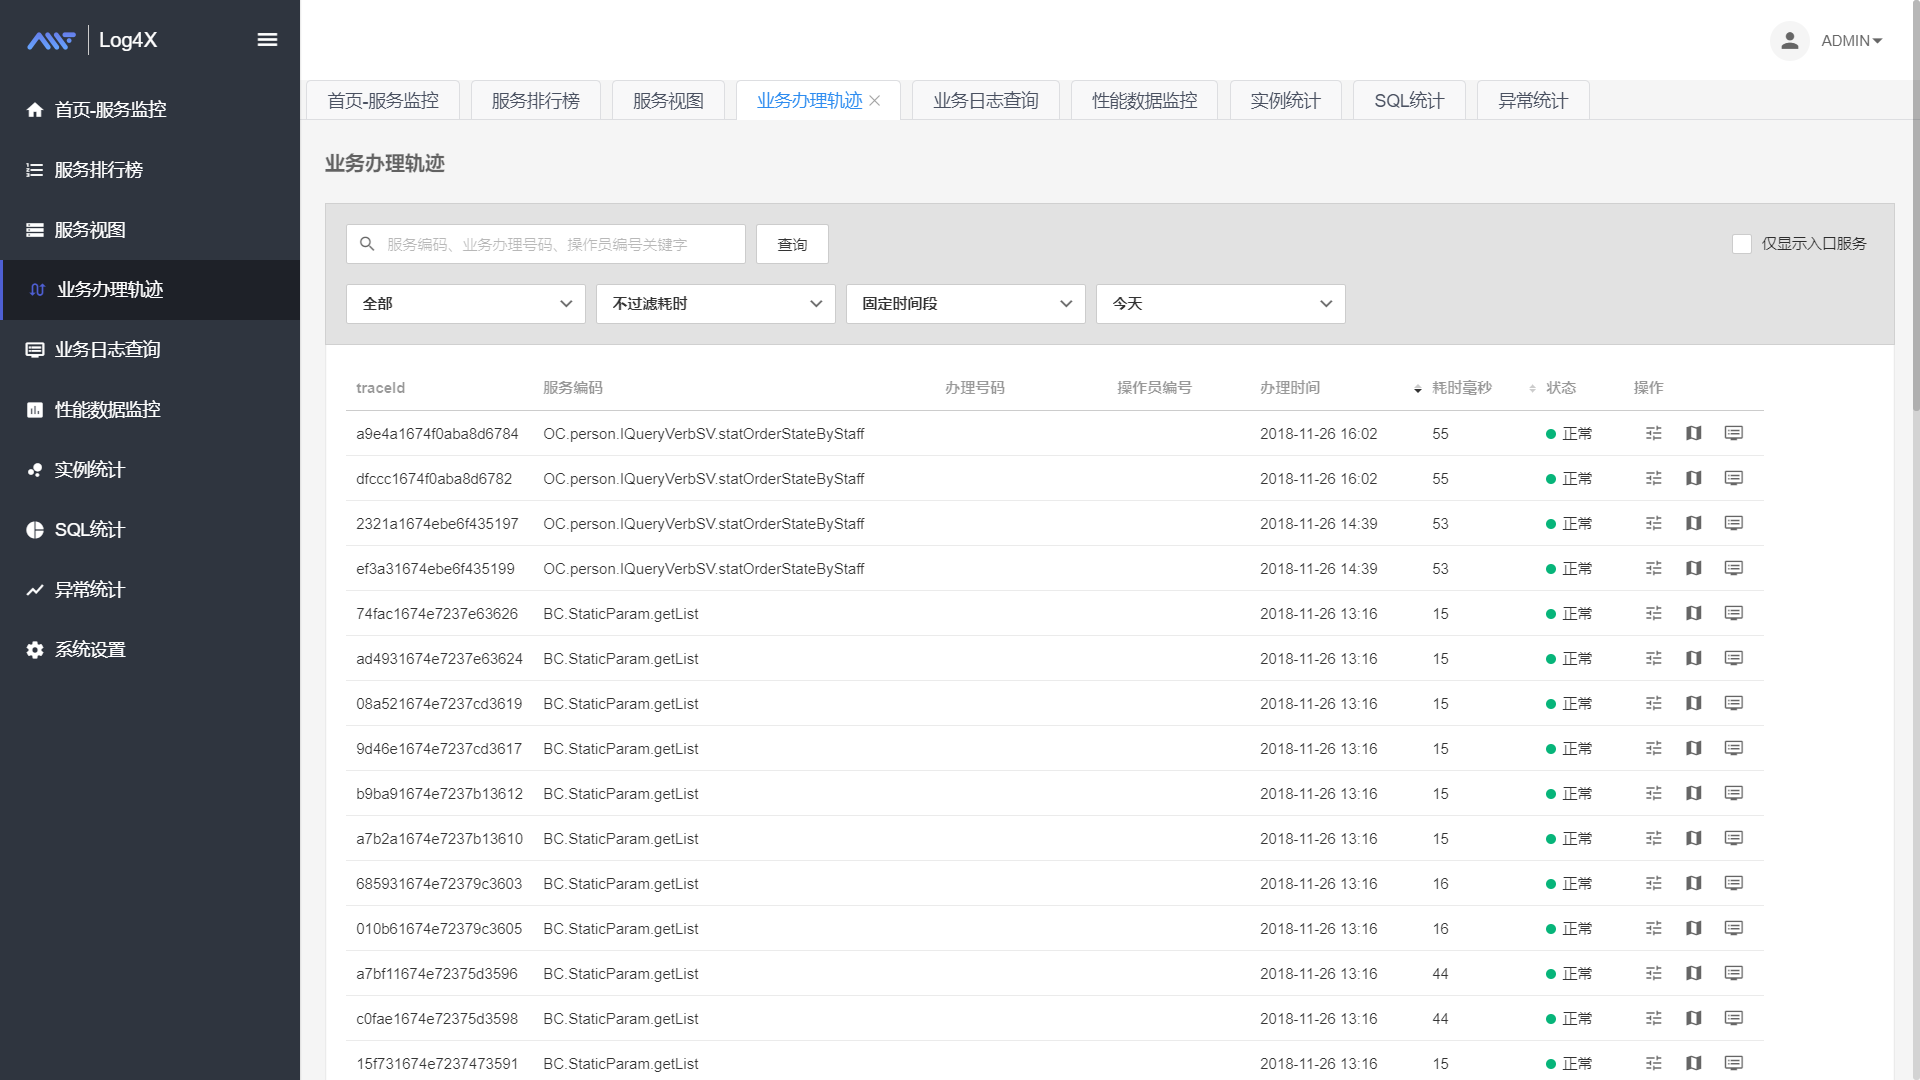 Log4X
ADMIN
首页-服务监控
服务排行榜
服务视图
业务办理轨迹
业务日志查询
性能数据监控
实例统计
SQL统计
异常统计
系统设置
首页-服务监控 服务排行榜 服务视图 业务办理轨迹 业务日志查询 性能数据监控 实例统计 SQL统计 异常统计
业务办理轨迹
服务编码、业务办理号码、操作员编号关键字 查询 仅显示入口服务
全部 不过滤耗时 固定时间段 今天
traceId 服务编码 办理号码 操作员编号 办理时间 耗时毫秒 状态 操作
a9e4a1674f0aba8d6784 OC.person.IQueryVerbSV.statOrderStateByStaff 2018-11-26 16:02 55 正常
dfccc1674f0aba8d6782 OC.person.IQueryVerbSV.statOrderStateByStaff 2018-11-26 16:02 55 正常
2321a1674ebe6f435197 OC.person.IQueryVerbSV.statOrderStateByStaff 2018-11-26 14:39 53 正常
ef3a31674ebe6f435199 OC.person.IQueryVerbSV.statOrderStateByStaff 2018-11-26 14:39 53 正常
74fac1674e7237e63626 BC.StaticParam.getList 2018-11-26 13:16 15 正常
ad4931674e7237e63624 BC.StaticParam.getList 2018-11-26 13:16 15 正常
08a521674e7237cd3619 BC.StaticParam.getList 2018-11-26 13:16 15 正常
9d46e1674e7237cd3617 BC.StaticParam.getList 2018-11-26 13:16 15 正常
b9ba91674e7237b13612 BC.StaticParam.getList 2018-11-26 13:16 15 正常
a7b2a1674e7237b13610 BC.StaticParam.getList 2018-11-26 13:16 15 正常
685931674e72379c3603 BC.StaticParam.getList 2018-11-26 13:16 16 正常
010b61674e72379c3605 BC.StaticParam.getList 2018-11-26 13:16 16 正常
a7bf11674e72375d3596 BC.StaticParam.getList 2018-11-26 13:16 44 正常
c0fae1674e72375d3598 BC.StaticParam.getList 2018-11-26 13:16 44 正常
15f731674e7237473591 BC.StaticParam.getList 2018-11-26 13:16 15 正常